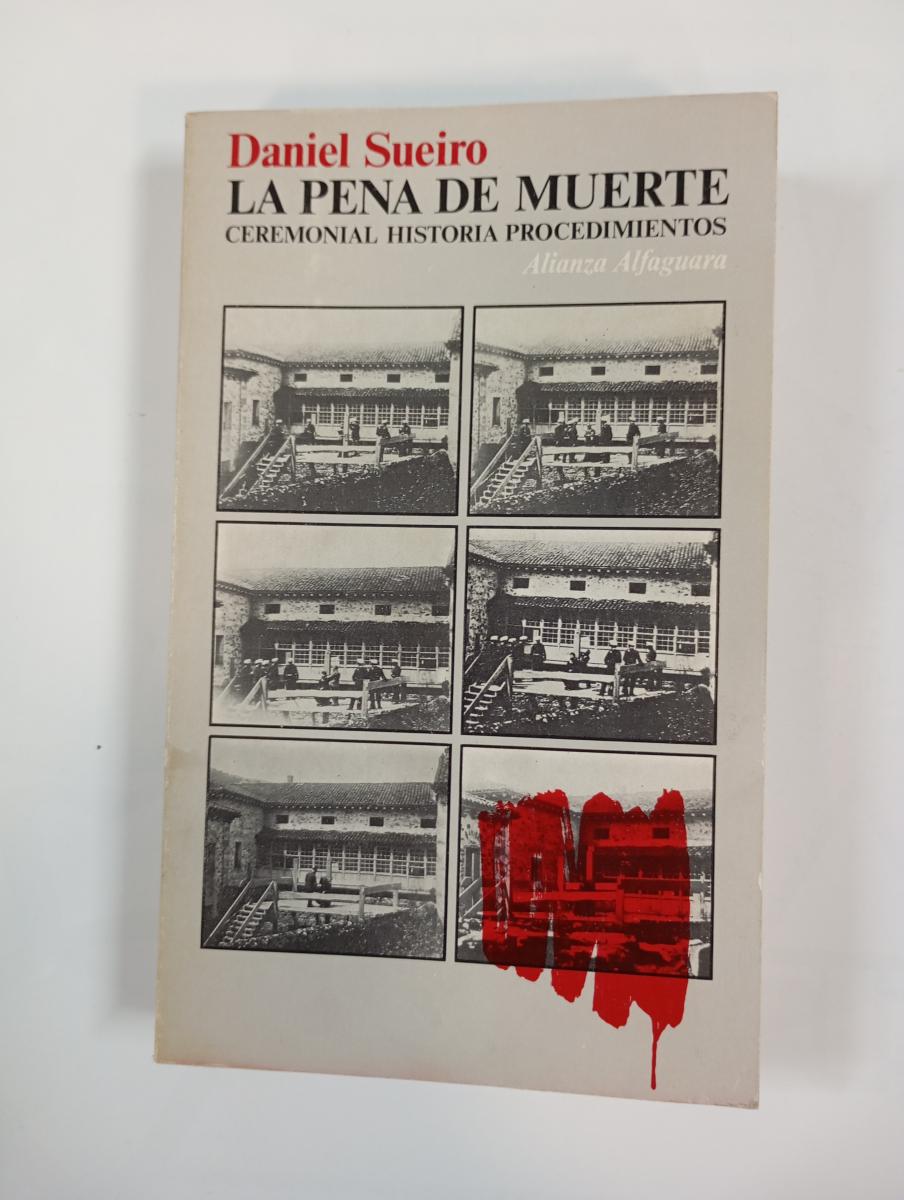 Daniel Sueiro
LA PENA DE MUERTE
CEREMONIAL HISTORIA PROCEDIMIENTOS
Alianza Alfaguara